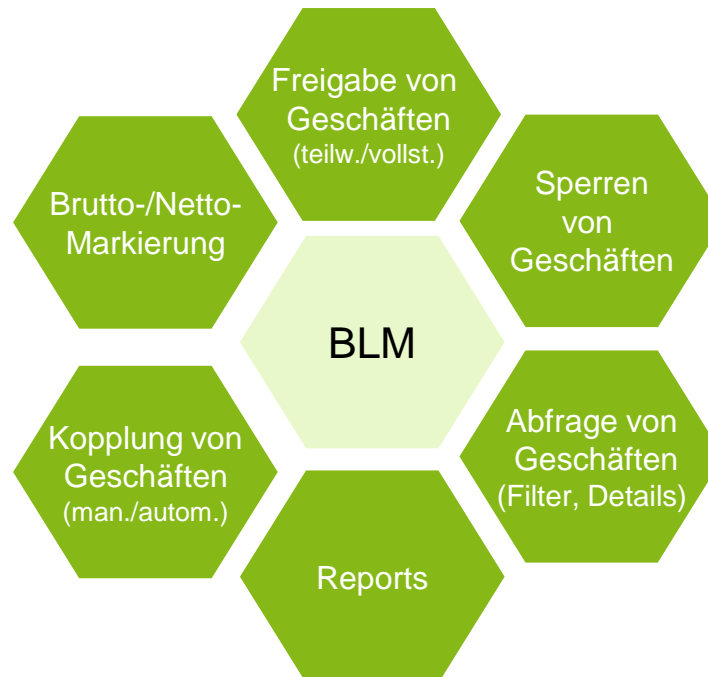 Freigabe von
Geschäften
(teilw./vollst.)
Sperren
von
Geschäften
Brutto-/Netto-
Markierung
BLM
Abfrage von
Geschäften
(Filter, Details)
Kopplung von
Geschäften
(man./autom.)
Reports